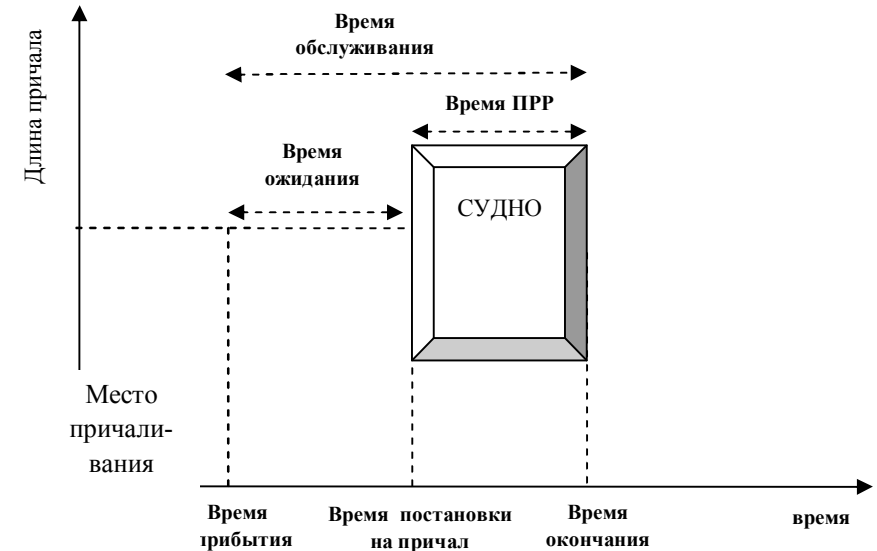 Время
обслуживания
Длина причала
Время ПРР
Время
ожидания
СУДНО
Место
причали-
вания
Время
прибытия
Время постановки
на причал
Время
окончания
время